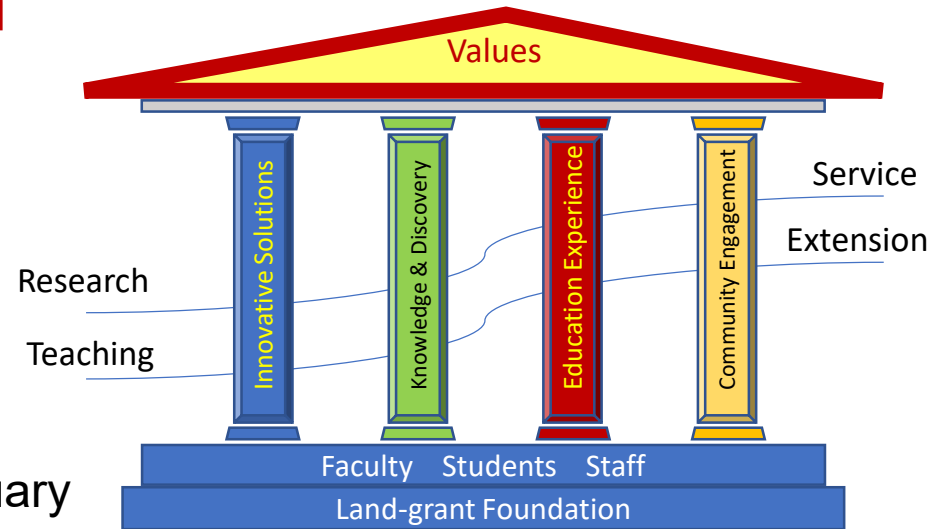 Values
Innovative Solutions
Knowledge & Discovery
Education Experience
Community Engagement
Service
Extension
Research
Teaching
Faculty Students Staff
Land-grant Foundation